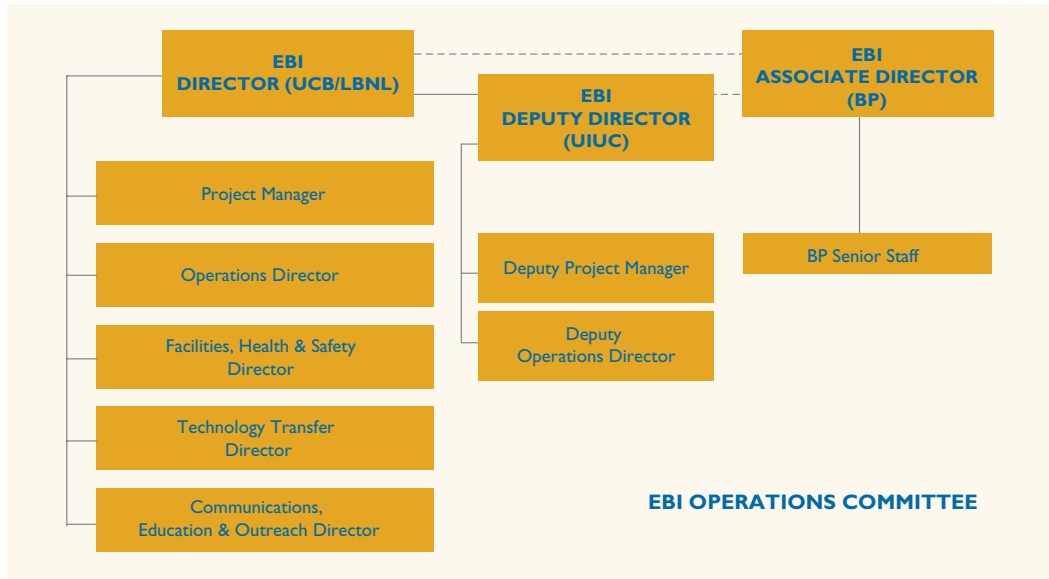 EBI
DIRECTOR (UCB/LBNL)
EBI
DEPUTY DIRECTOR
(UIUC)
EBI
ASSOCIATE DIRECTOR
(BP)
Project Manager
Operations Director
Facilities, Health & Safety
Director
Technology Transfer
Director
Communications,
Education & Outreach Director
Deputy Project Manager
Deputy
Operations Director
BP Senior Staff
EBI OPERATIONS COMMITTEE